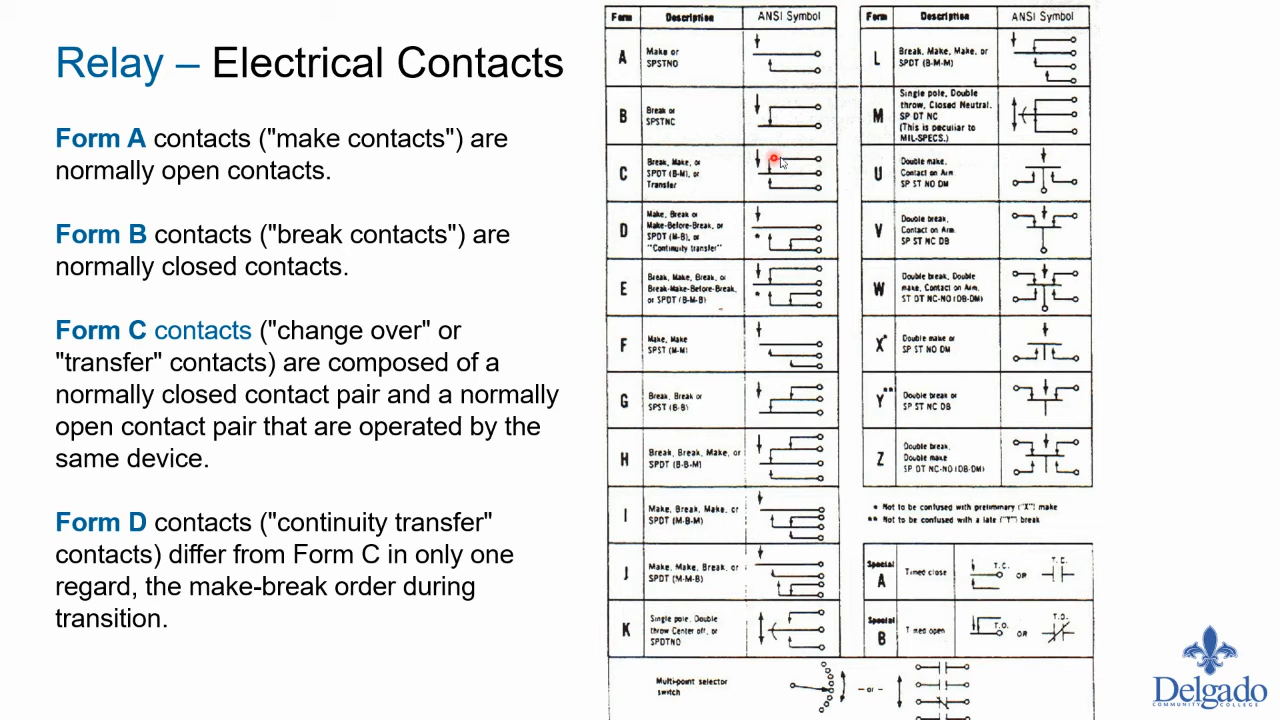 Relay – Electrical Contacts
Form A contacts ("make contacts") are
normally open contacts.
Form B contacts ("break contacts") are
normally closed contacts.
Form C contacts ("change over" or
"transfer" contacts) are composed of a
normally closed contact pair and a normally
open contact pair that are operated by the
same device.
Form D contacts ("continuity transfer"
contacts) differ from Form C in only one
regard, the make-break order during
transition.
Form Description ANSI Symbol
A
Make or
SPSTNO
B
Break or
SPSTNC
C
Break, Make, or
SPDT (B-M), or
Transfer
D
Make, Break or
Make-Before-Break, or
SPDT (M-B), or
"Continuity transfer"
*
E
Break, Make, Break, or
Break-Make-Before-Break,
or SPDT (B-M-B)
*
F
Make, Make
SPST (M-M)
G
Break, Break or
SPST (B-B)
H
Break, Break, Make, or
SPDT (B-B-M)
I
Make, Break, Make, or
SPDT (M-B-M)
J
Make, Make, Break, or
SPDT (M-M-B)
K
Single pole, Double
throw Center off, or
SPDTNO
Form Description ANSI Symbol
L
Break, Make, Make, or
SPDT (B-M-M)
M
Single pole, Double
throw, Closed Neutral.
SP DT NC
(This is peculiar to
MIL-SPECS.)
U
Double make,
Contact on Arm.
SP ST NO DM
V
Double break,
Contact on Arm.
SP ST NC DB
W
Double break, Double
make, Contact on Arm.
ST DT NC-NO (DB-DM)
X*
Double make or
SP ST NO DM
Y**
Double break or
SP ST NC DB
Z
Double break,
Double make
SP DT NC-NO (DB-DM)
* Not to be confused with preliminary ("X") make
** Not to be confused with a late ("Y") break
Special
A
Timed close
T.C.
OR
T.C.
Special
B
Timed open
T.O.
OR
T.O.
Multi-point selector
switch
— or —
Delgado
COMMUNITY COLLEGE